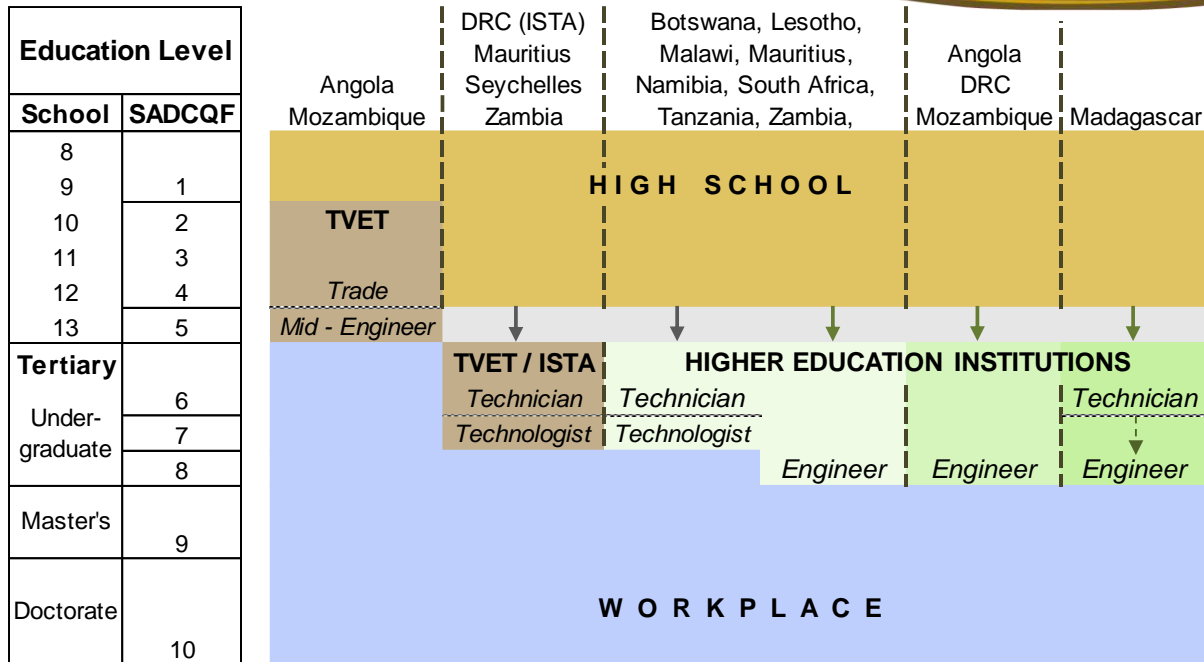 Education Level
School SADCQF
Angola
Mozambique
DRC (ISTA)
Mauritius
Seychelles
Zambia
Botswana, Lesotho,
Malawi, Mauritius,
Namibia, South Africa,
Tanzania, Zambia,
Angola
DRC
Mozambique
Madagascar
8
9 1
10 2
11 3
12 4
13 5
HIGH SCHOOL
TVET
Trade
Mid - Engineer
Tertiary
Under-
graduate
6
7
8
TVET / ISTA
Technician
Technologist
HIGHER EDUCATION INSTITUTIONS
Technician
Technologist
Engineer
Engineer
Technician
Engineer
Master's
9
Doctorate
10
WORKPLACE